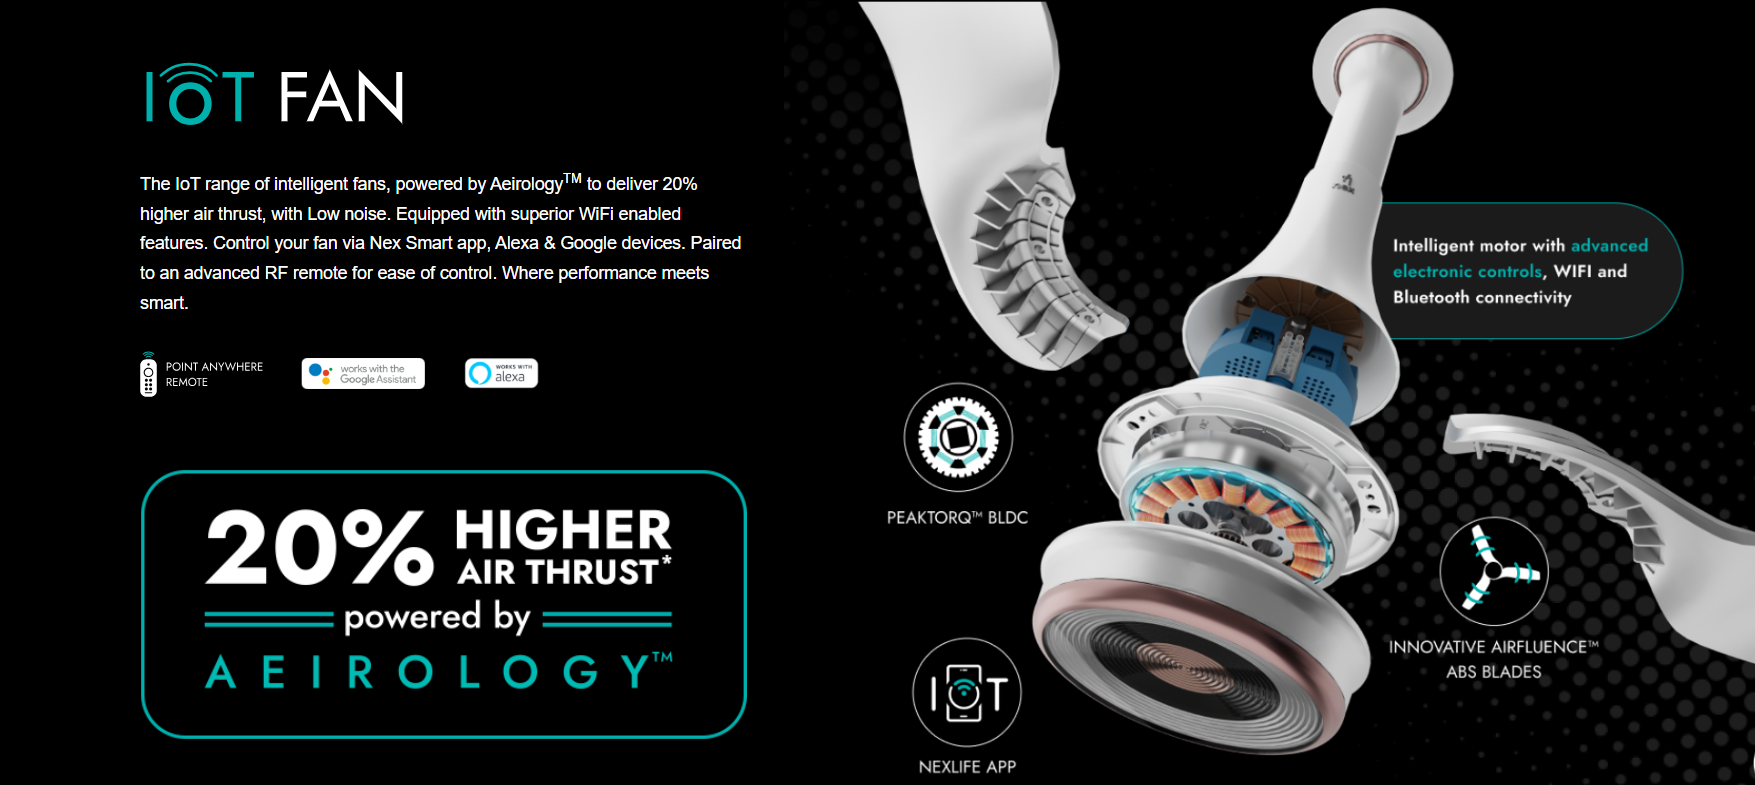 IoT FAN
The IoT range of intelligent fans, powered by Aeirology™ to deliver 20%
higher air thrust, with Low noise. Equipped with superior WiFi enabled
features. Control your fan via Nex Smart app, Alexa & Google devices. Paired
to an advanced RF remote for ease of control. Where performance meets
smart.
POINT ANYWHERE
REMOTE
works with the
Google Assistant
WORKS WITH
alexa
20% HIGHER
AIR THRUST*
powered by
AEIROLOGY™
Intelligent motor with advanced
electronic controls, WIFI and
Bluetooth connectivity
PEAKTORQ™ BLDC
INNOVATIVE AIRFLUENCE™
ABS BLADES
IOT
NEXLIFE APP